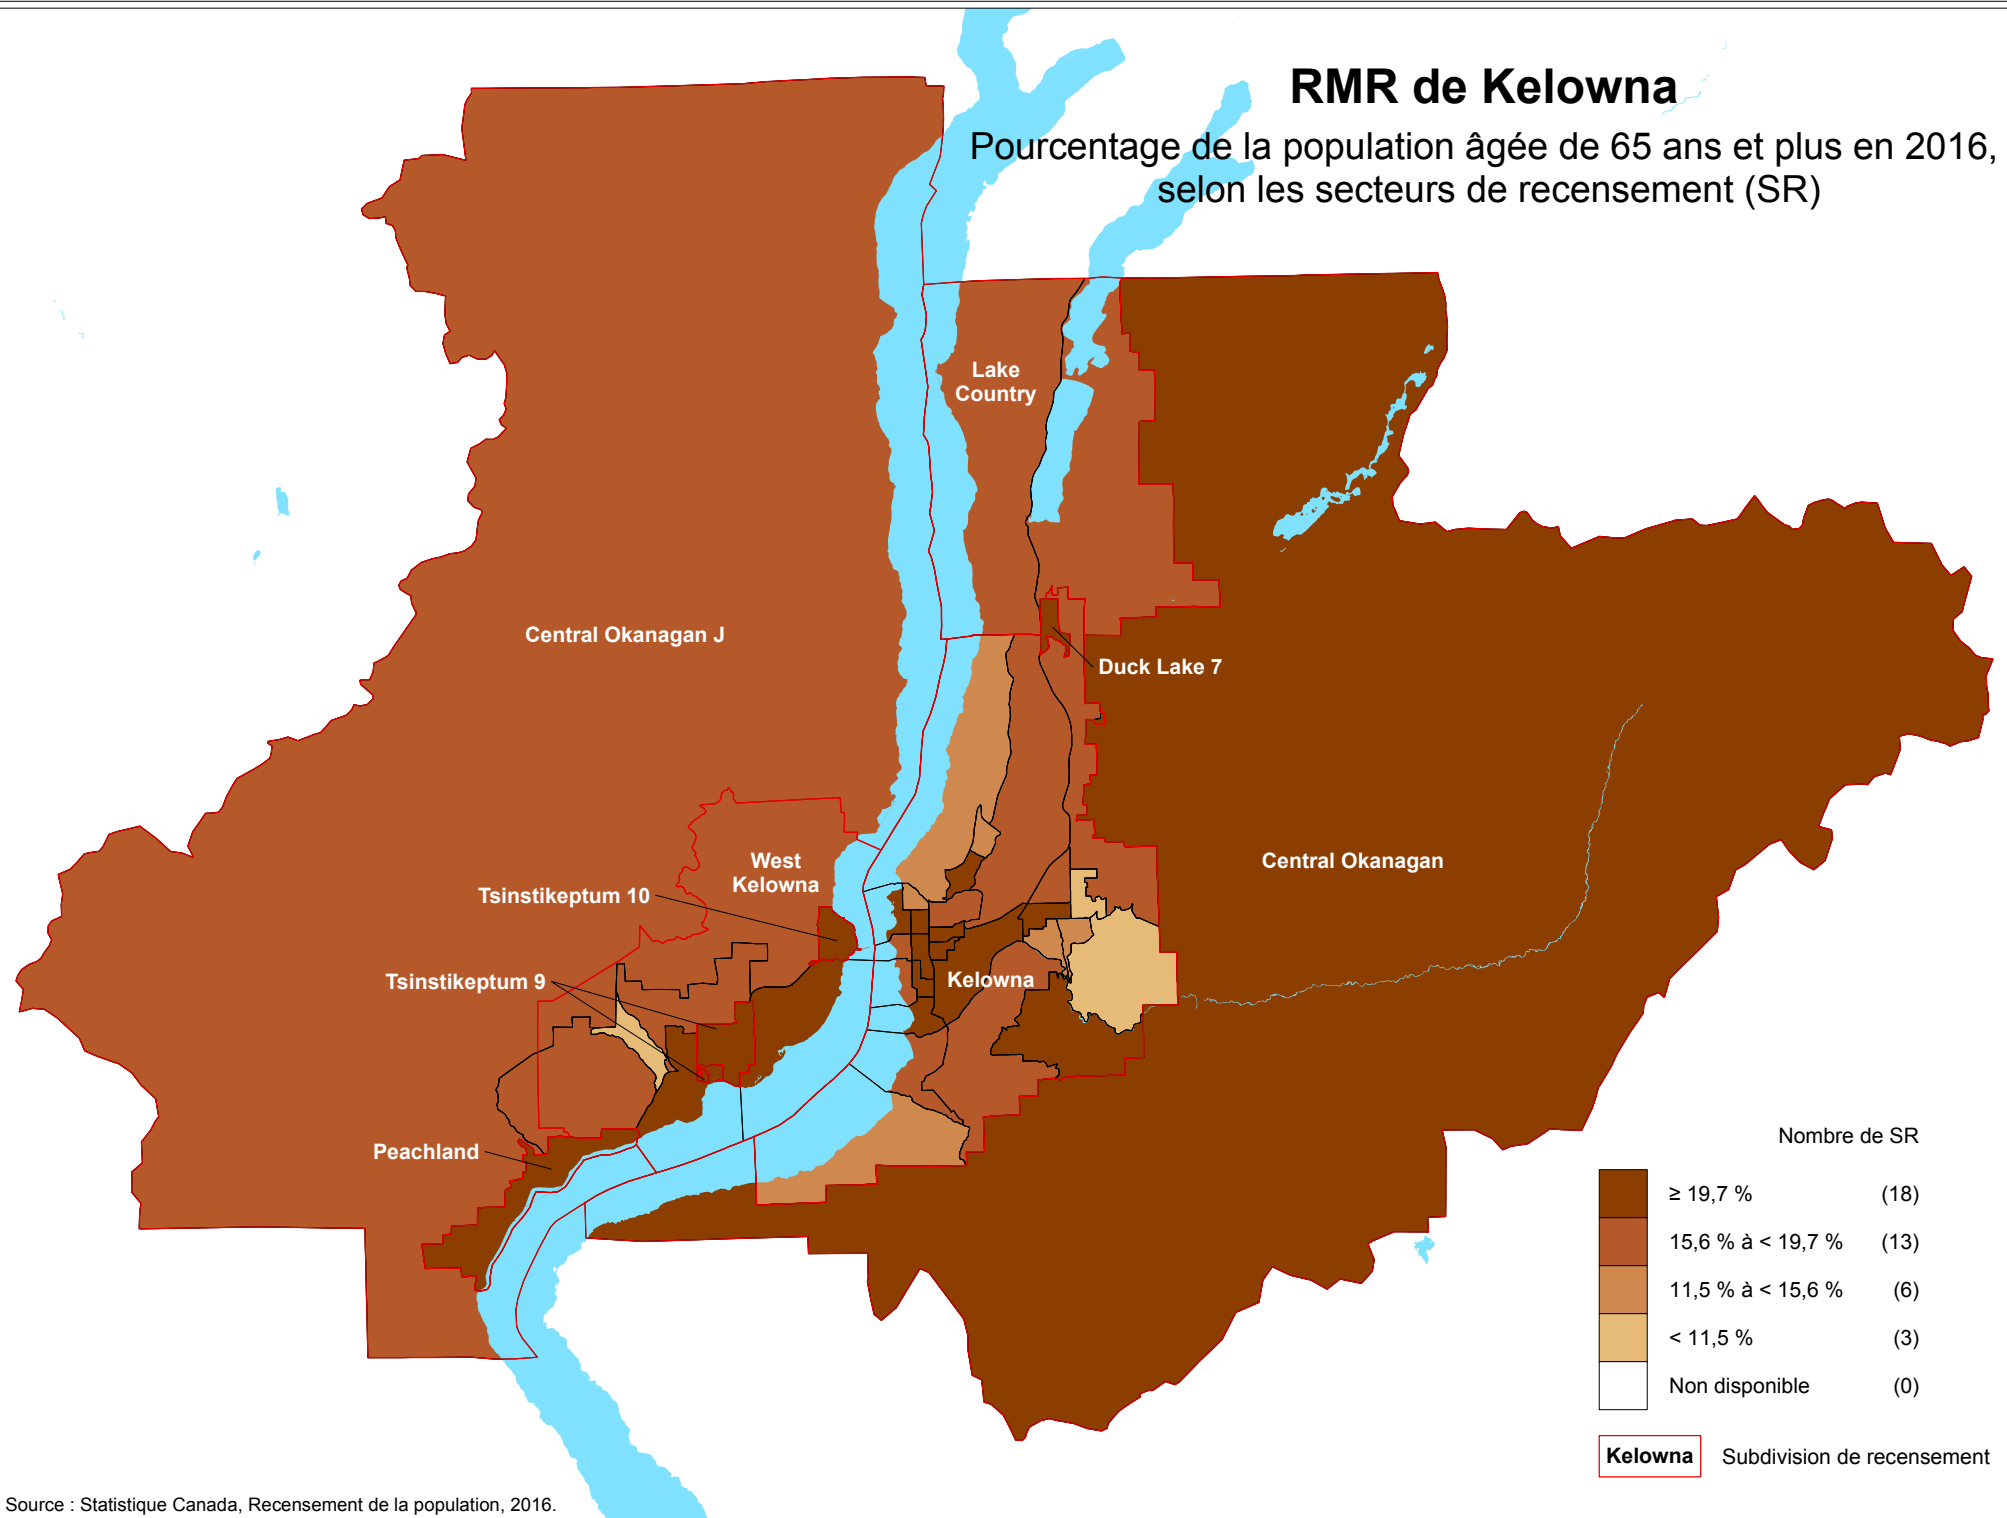 RMR de Kelowna
Pourcentage de la population âgée de 65 ans et plus en 2016,
selon les secteurs de recensement (SR)
Lake
Country
Central Okanagan J
Duck Lake 7
West
Kelowna
Central Okanagan
Tsinstikeptum 10
Tsinstikeptum 9
Kelowna
Peachland
Nombre de SR
≥ 19,7 % (18)
15,6 % à < 19,7 % (13)
11,5 % à < 15,6 % (6)
< 11,5 % (3)
Non disponible (0)
Kelowna Subdivision de recensement
Source : Statistique Canada, Recensement de la population, 2016.